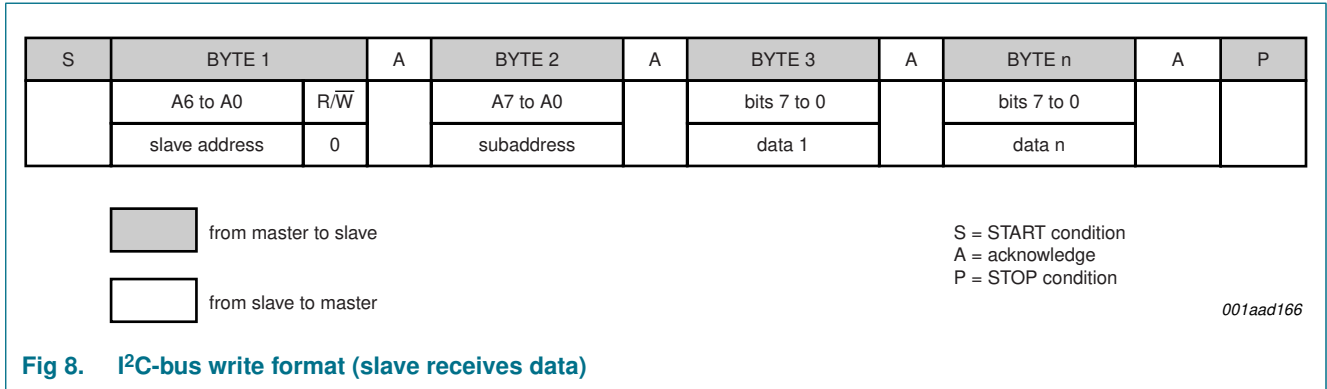 S BYTE 1 A BYTE 2 A BYTE 3 A BYTE n A P
A6 to A0 R/W̅ A7 to A0 bits 7 to 0 bits 7 to 0
slave address 0 subaddress data 1 data n
from master to slave
from slave to master
S = START condition
A = acknowledge
P = STOP condition
001aad166
Fig 8. I²C-bus write format (slave receives data)